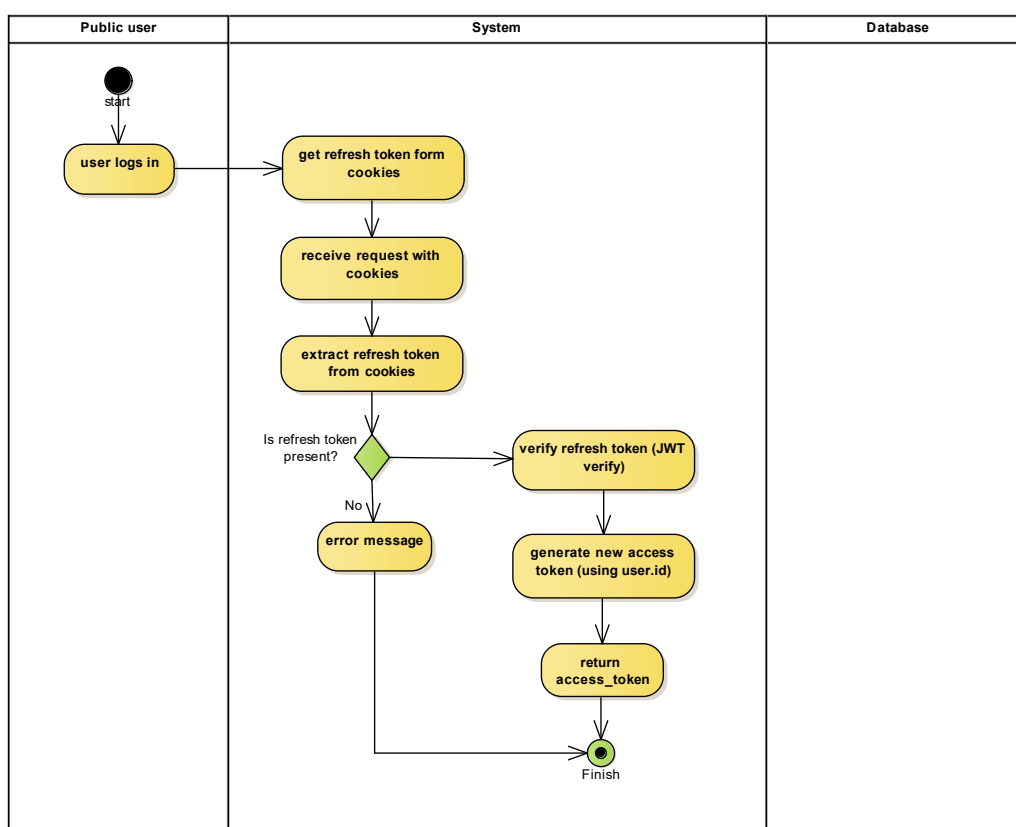 Public user
System
Database
start
user logs in
get refresh token form
cookies
receive request with
cookies
extract refresh token
from cookies
Is refresh token
present?
verify refresh token (JWT
verify)
No
error message
generate new access
token (using user.id)
return
access_token
Finish